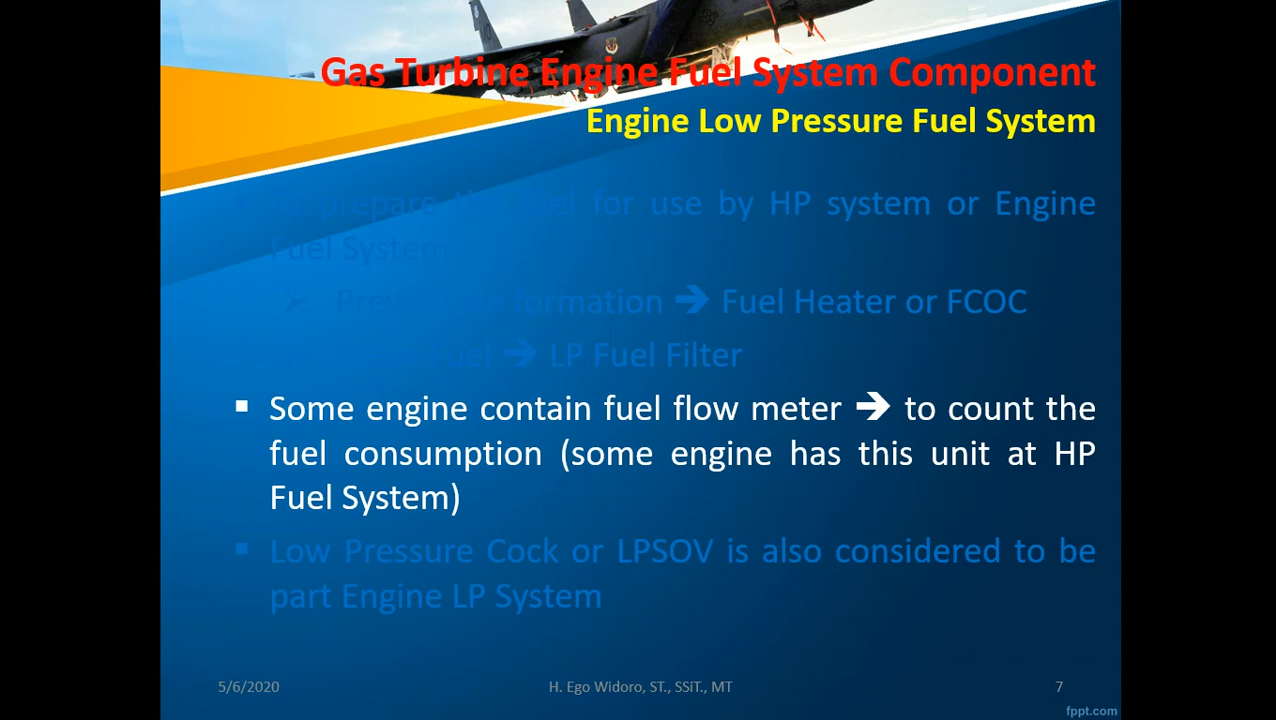 Gas Turbine Engine Fuel System Component
Engine Low Pressure Fuel System
prepare the fuel for use by HP system or Engine
Fuel System
formation ➔ Fuel Heater or FCOC
Fuel ➔ LP Fuel Filter
▪ Some engine contain fuel flow meter ➔ to count the
fuel consumption (some engine has this unit at HP
Fuel System)
▪ Low Pressure Cock or LPSOV is also considered to be
part Engine LP System
5/6/2020 H. Ego Widoro, ST., SSiT., MT 7
fppt.com